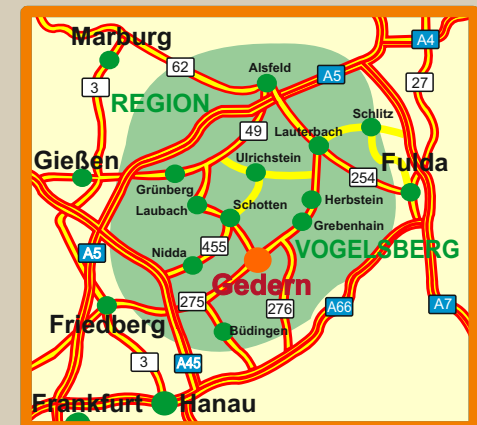 Marburg
A4
62
Alsfeld
A5
27
3
REGION
Schlitz
49
Lauterbach
Gießen
Ulrichstein
Fulda
Grünberg
254
Laubach
Herbstein
Schotten
Grebenhain
A5
Nidda
455
VOGELSBERG
Gedern
275
276
A66
A7
Friedberg
Büdingen
3
A45
Frankfurt
Hanau